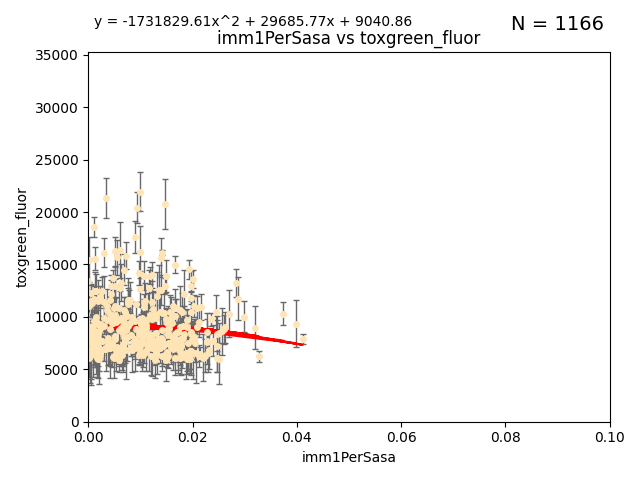 y = -1731829.61x^2 + 29685.77x + 9040.86
N = 1166
imm1PerSasa vs toxgreen_fluor
35000
30000
25000
20000
15000
10000
5000
0
toxgreen_fluor
0.00
0.02
0.04
0.06
0.08
0.10
imm1PerSasa